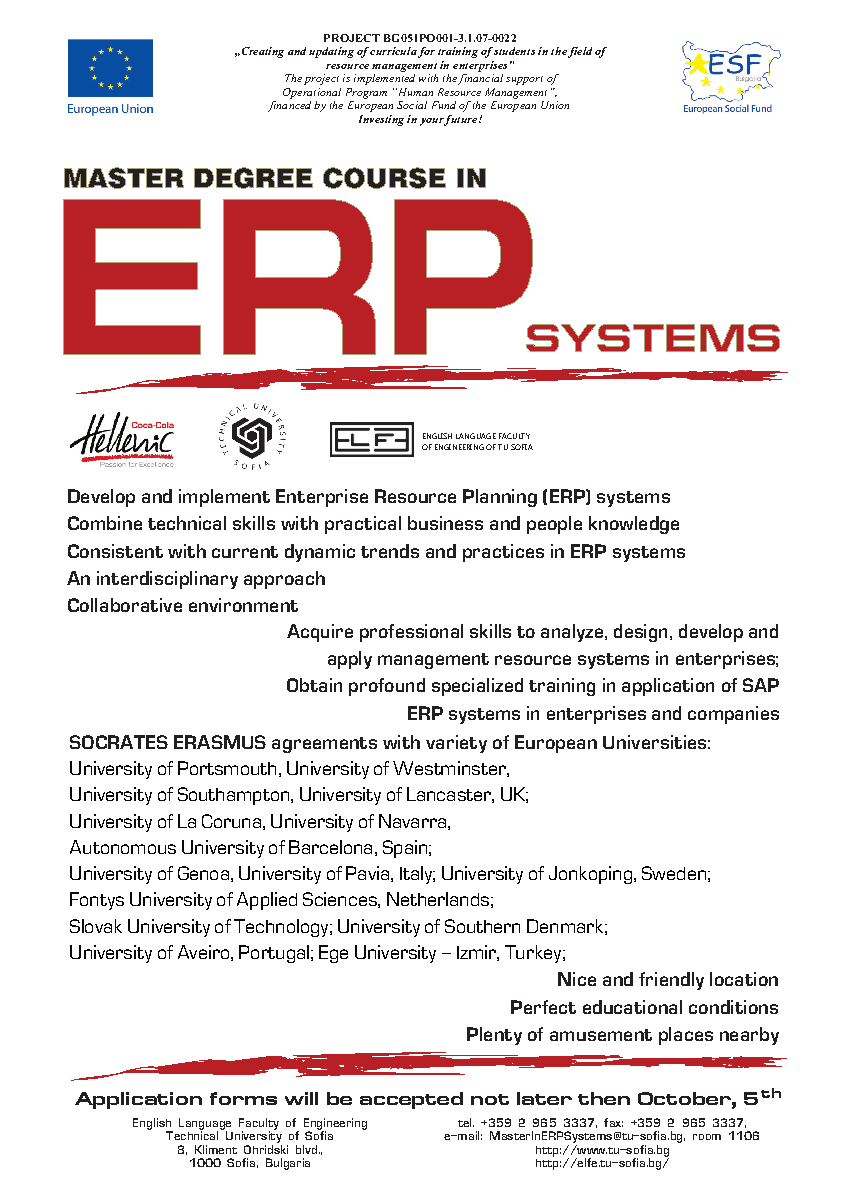 PROJECT BG051PO001-3.1.07-0022
„Creating and updating of curricula for training of students in the field of
resource management in enterprises"
The project is implemented with the financial support of
Operational Program "Human Resource Management",
financed by the European Social Fund of the European Union
Investing in your future!
European Union
ESF
Bulgaria
European Social Fund
MASTER DEGREE COURSE IN
ERP
SYSTEMS
Coca-Cola
Hellenic
Passion for Excellence
TECHNICAL UNIVERSITY
SOFIA
ELFE
ENGLISH LANGUAGE FACULTY
OF ENGINEERING OF TU SOFIA
Develop and implement Enterprise Resource Planning (ERP) systems
Combine technical skills with practical business and people knowledge
Consistent with current dynamic trends and practices in ERP systems
An interdisciplinary approach
Collaborative environment
Acquire professional skills to analyze, design, develop and
apply management resource systems in enterprises;
Obtain profound specialized training in application of SAP
ERP systems in enterprises and companies
SOCRATES ERASMUS agreements with variety of European Universities:
University of Portsmouth, University of Westminster,
University of Southampton, University of Lancaster, UK;
University of La Coruna, University of Navarra,
Autonomous University of Barcelona, Spain;
University of Genoa, University of Pavia, Italy; University of Jonkoping, Sweden;
Fontys University of Applied Sciences, Netherlands;
Slovak University of Technology; University of Southern Denmark;
University of Aveiro, Portugal; Ege University – Izmir, Turkey;
Nice and friendly location
Perfect educational conditions
Plenty of amusement places nearby
Application forms will be accepted not later then October, 5th
English Language Faculty of Engineering
Technical University of Sofia
8, Kliment Ohridski blvd.,
1000 Sofia, Bulgaria
tel. +359 2 965 3337, fax: +359 2 965 3337,
e-mail: MasterInERPSystems@tu-sofia.bg, room 1106
http://www.tu-sofia.bg
http://elfe.tu-sofia.bg/